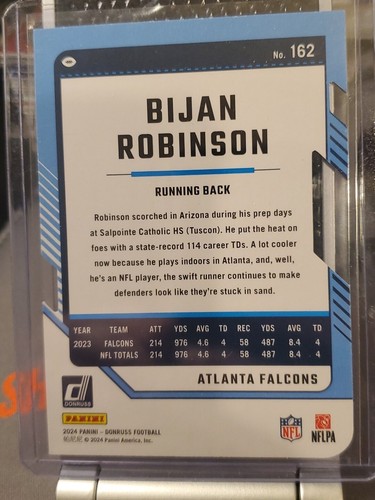 No. 162
BIJAN
ROBINSON
RUNNING BACK
Robinson scorched in Arizona during his prep days
at Salpointe Catholic HS (Tuscon). He put the heat on
foes with a state-record 114 career TDs. A lot cooler
now because he plays indoors in Atlanta, and, well,
he's an NFL player, the swift runner continues to make
defenders look like they're stuck in sand.
YEAR TEAM ATT YDS AVG TD REC YDS AVG TD
2023 FALCONS 214 976 4.6 4 58 487 8.4 4
NFL TOTALS 214 976 4.6 4 58 487 8.4 4
ATLANTA FALCONS
DONRUSS
PANINI
2024 PANINI – DONRUSS FOOTBALL
© 2024 Panini America, Inc.
NFL
NFLPA